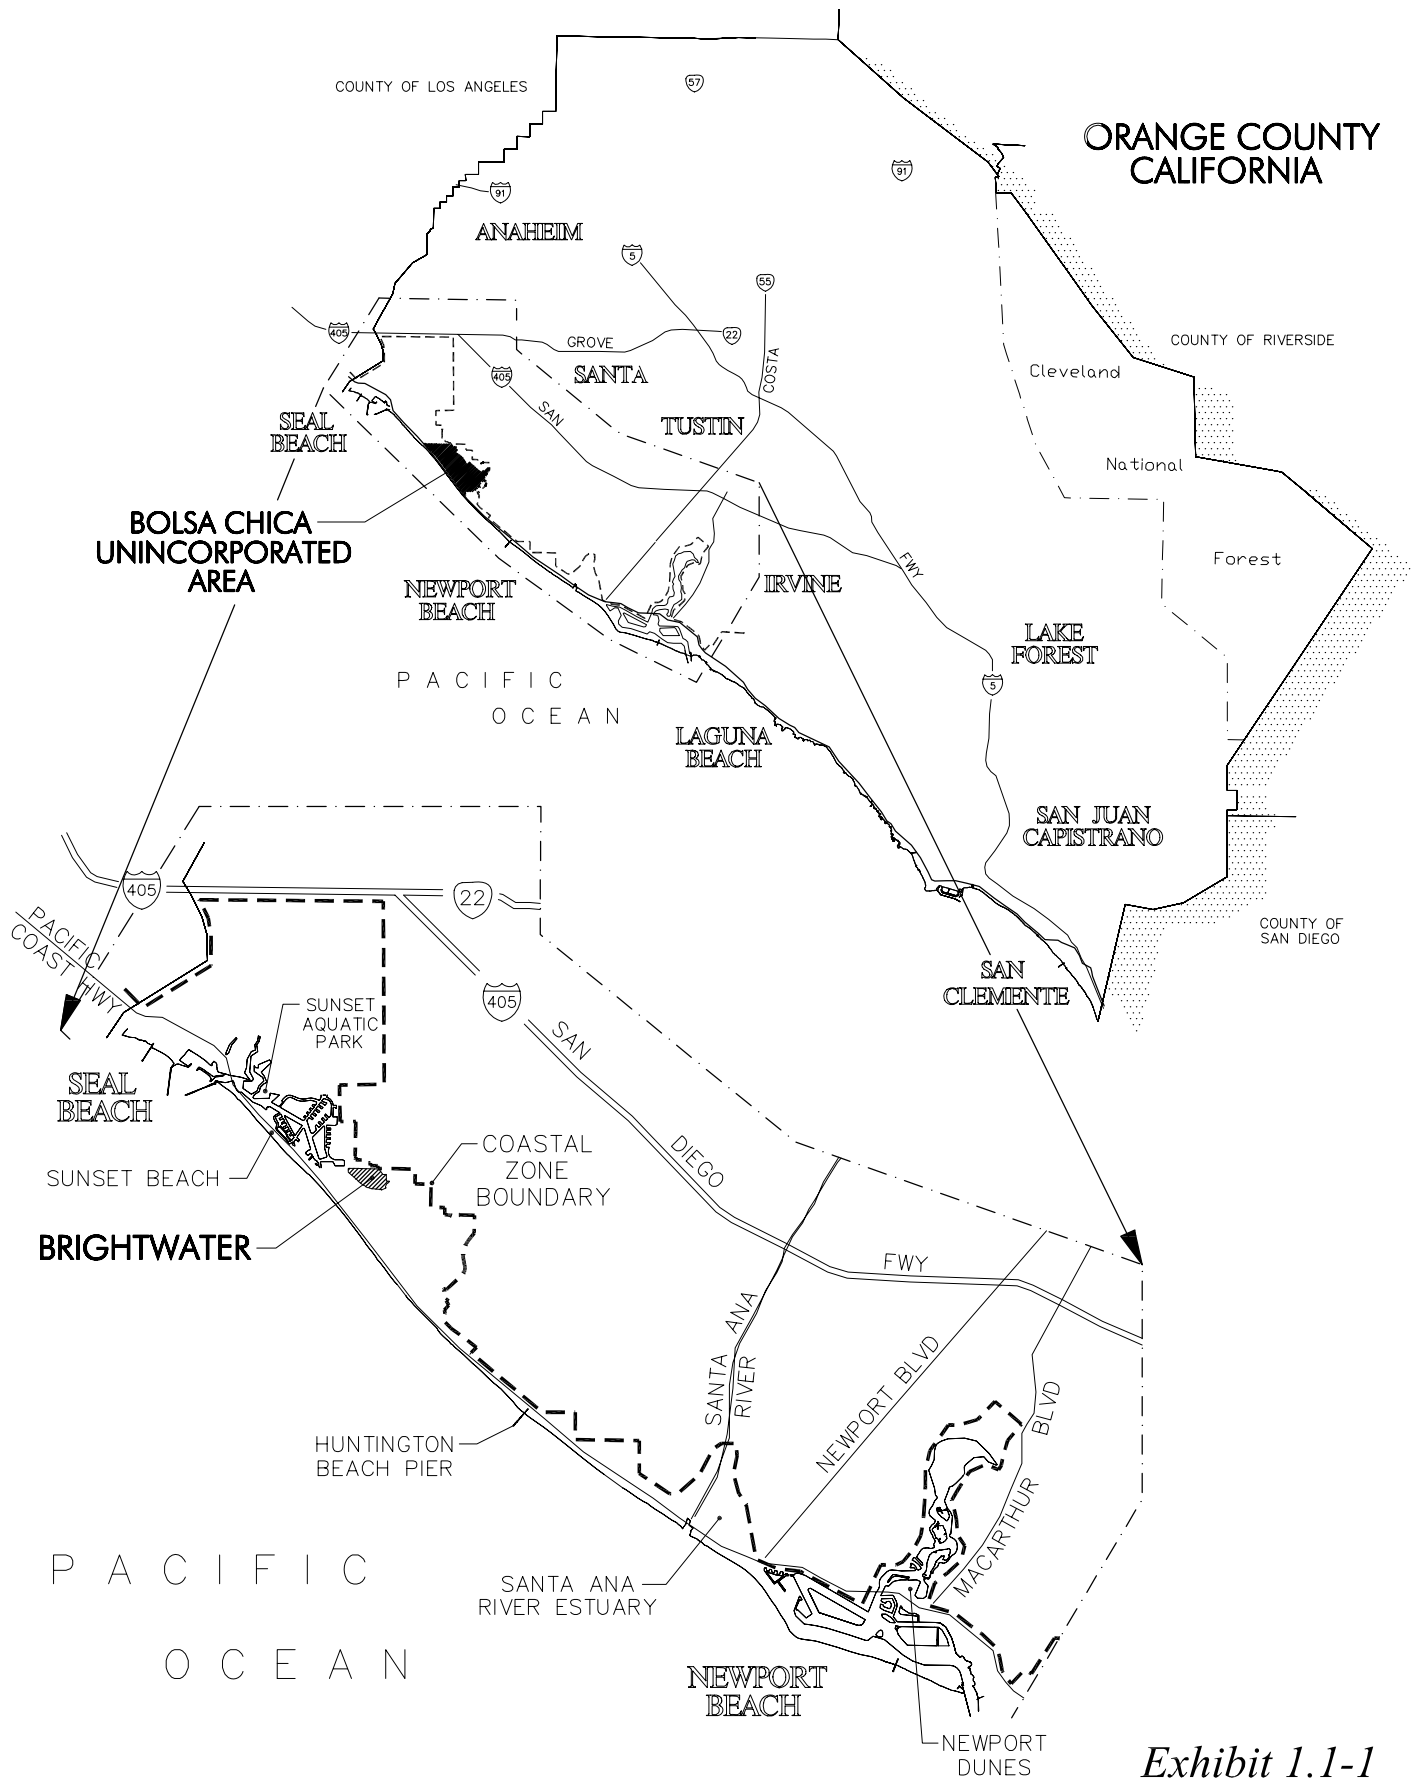 COUNTY OF LOS ANGELES
57
ORANGE COUNTY
CALIFORNIA
91
91
ANAHEIM
5
55
405
22
GROVE
COUNTY OF RIVERSIDE
COSTA
Cleveland
SANTA
405
SAN
SEAL
BEACH
TUSTIN
National
BOLSA CHICA
UNINCORPORATED
AREA
FWY
Forest
NEWPORT
BEACH
IRVINE
LAKE
FOREST
PACIFIC
OCEAN
5
LAGUNA
BEACH
SAN JUAN
CAPISTRANO
405
22
PACIFIC
COAST HWY
COUNTY OF
SAN DIEGO
SAN
CLEMENTE
405
SUNSET
AQUATIC
PARK
SAN
SEAL
BEACH
SUNSET BEACH
COASTAL
ZONE
BOUNDARY
DIEGO
BRIGHTWATER
FWY
SANTA ANA
RIVER
NEWPORT BLVD
MACARTHUR BLVD
HUNTINGTON
BEACH PIER
PACIFIC
OCEAN
SANTA ANA
RIVER ESTUARY
NEWPORT
BEACH
NEWPORT
DUNES
Exhibit 1.1-1